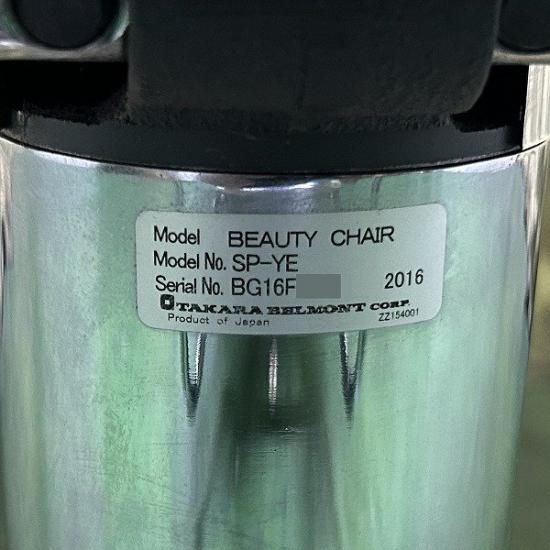 Model BEAUTY CHAIR
Model No. SP-YE
Serial No. BG16F 2016
TAKARA BELMONT CORP.
Product of Japan ZZ154001